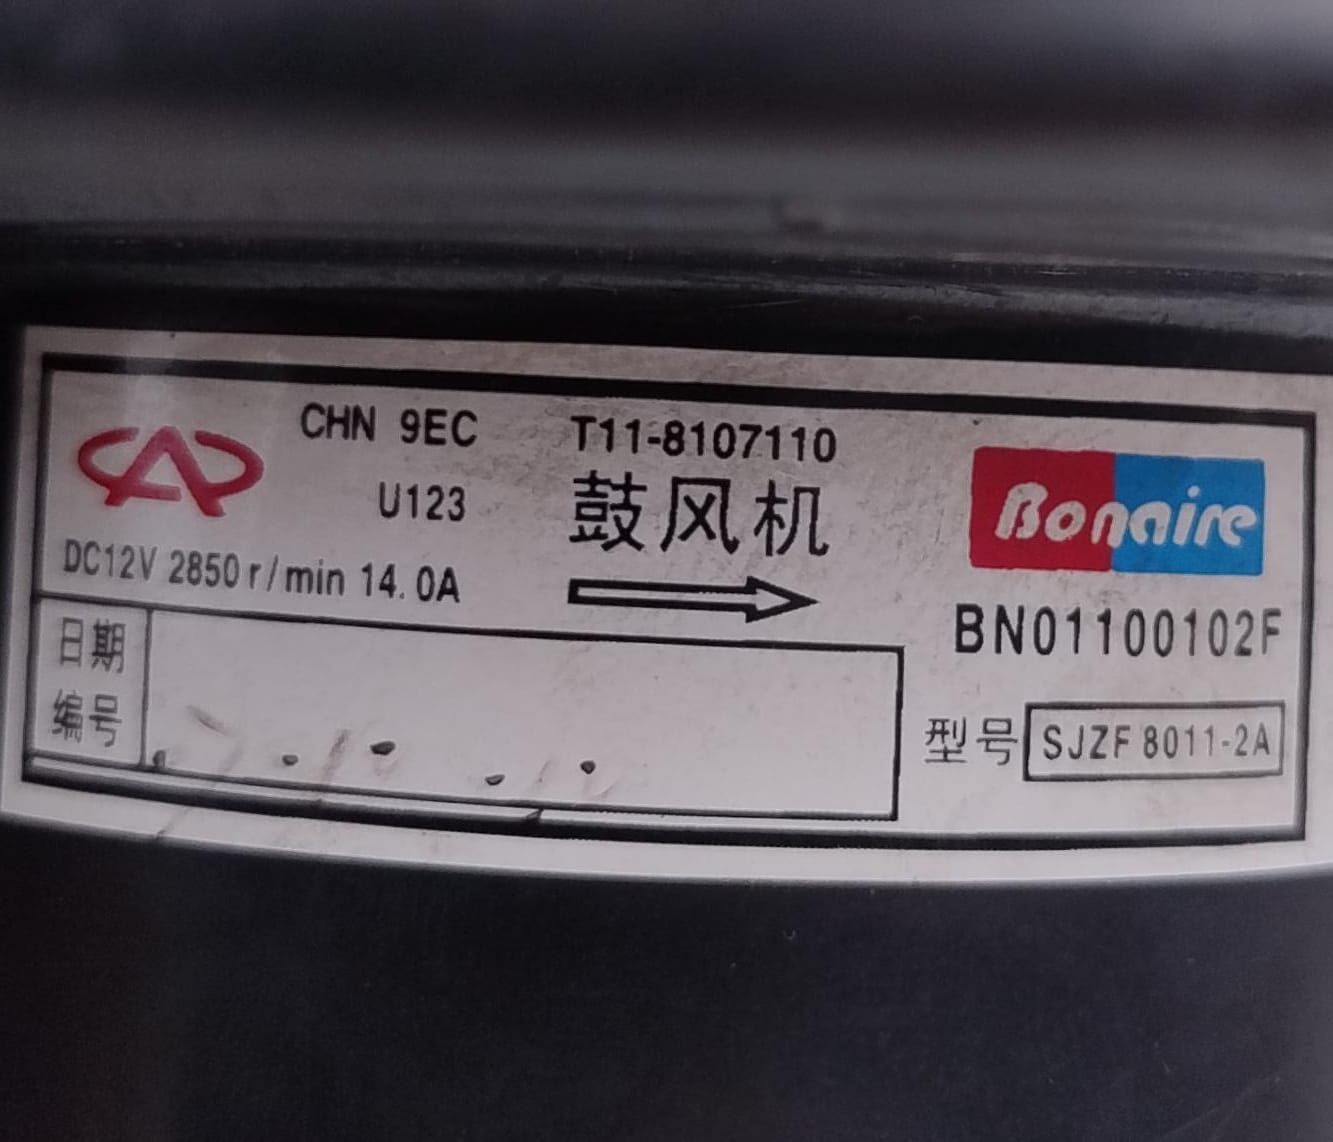 CHN 9EC
U123
DC12V 2850 r/min 14.0A
T11-8107110
鼓风机
Bonaire
BN01100102F
日期
编号
型号 SJZF 8011-2A